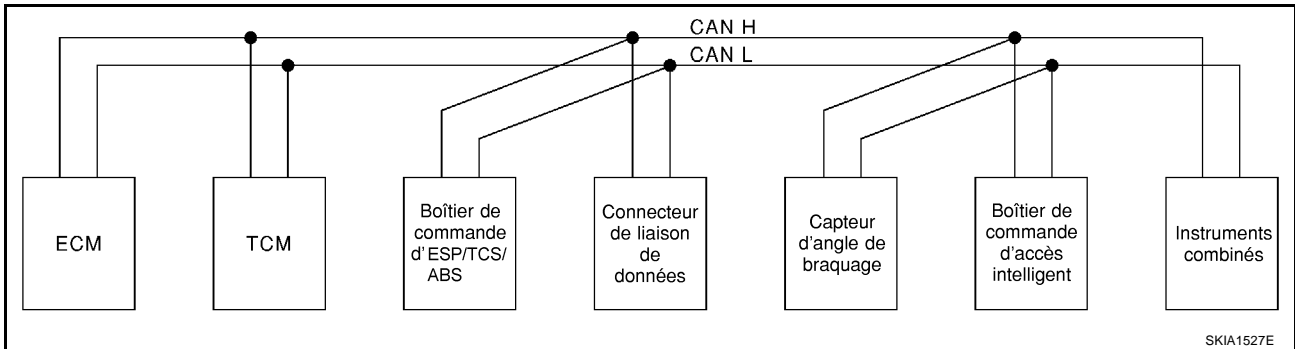 CAN H
CAN L
ECM
TCM
Boîtier de
commande
d'ESP/TCS/
ABS
Connecteur
de liaison
de
données
Capteur
d'angle de
braquage
Boîtier de
commande
d'accès
intelligent
Instruments
combinés
SKIA1527E